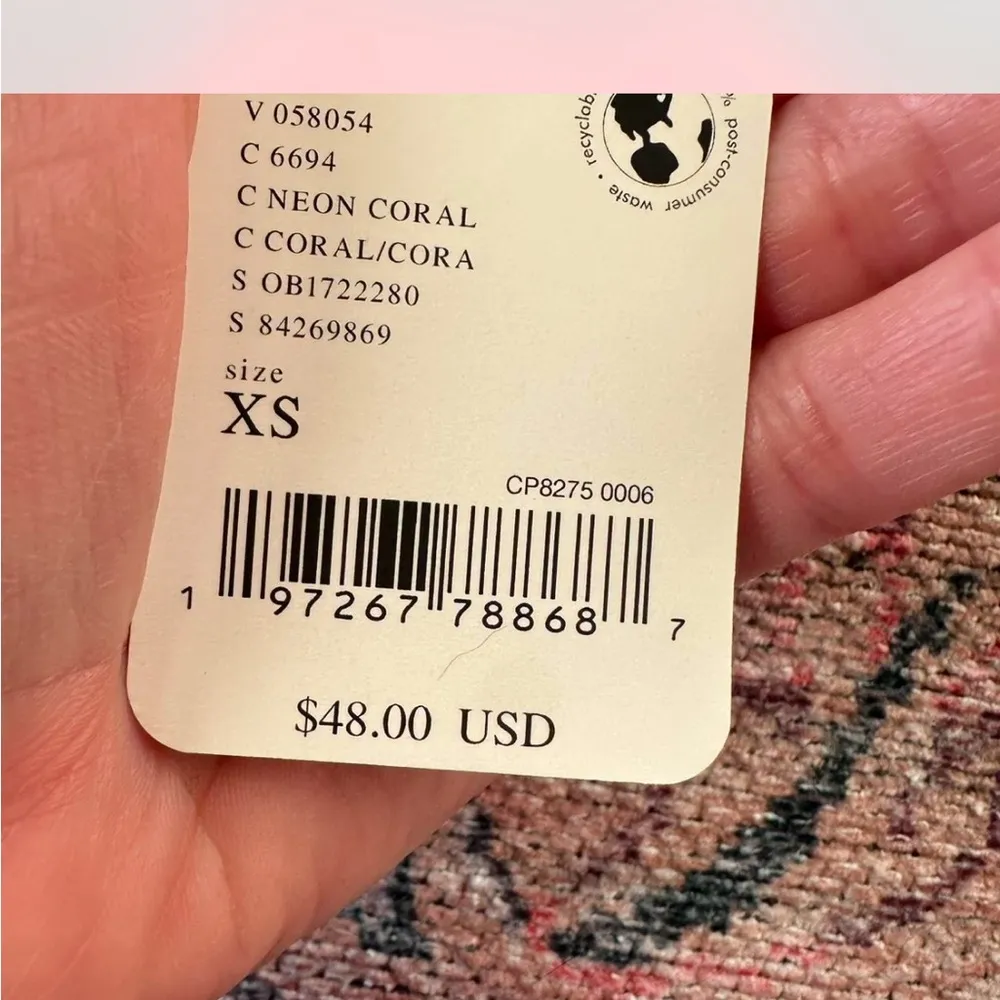 V 058054
C 6694
C NEON CORAL
C CORAL/CORA
S OB1722280
S 84269869
size
XS
% post-consumer waste • recyclab
CP8275 0006
1 97267 78868 7
$48.00 USD